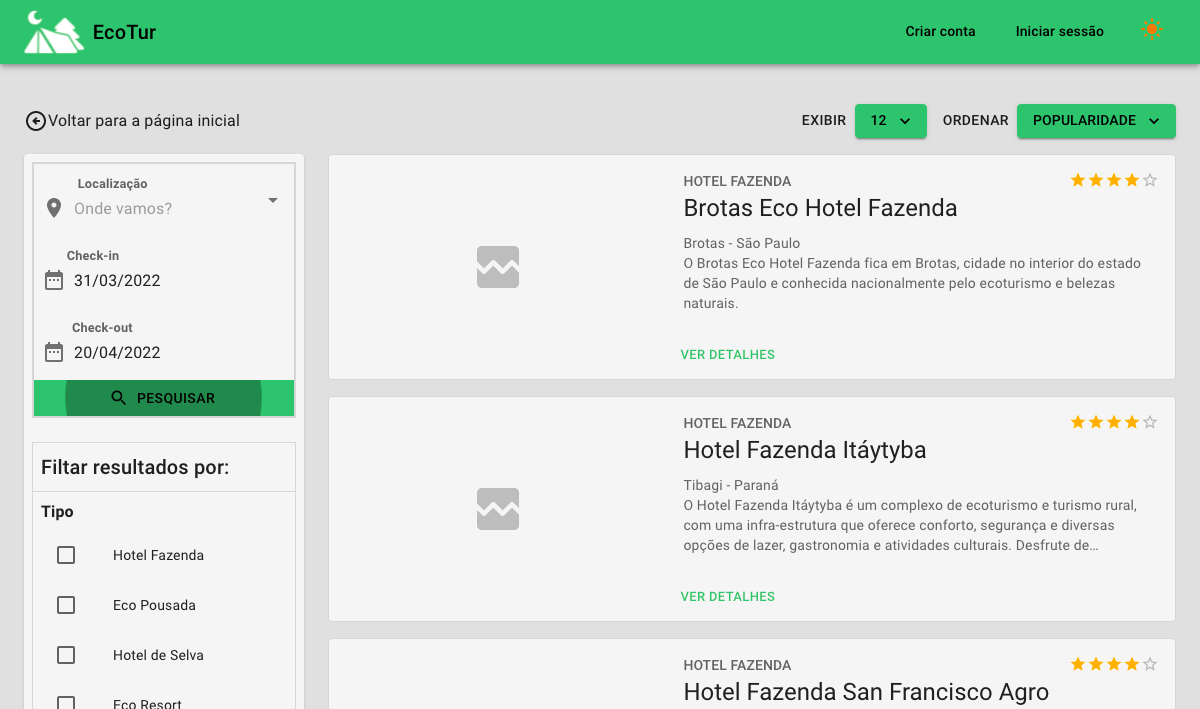 EcoTur
Criar conta
Iniciar sessão
Voltar para a página inicial
EXIBIR
12
ORDENAR
POPULARIDADE
Localização
Onde vamos?
Check-in
31/03/2022
Check-out
20/04/2022
PESQUISAR
Filtar resultados por:
Tipo
Hotel Fazenda
Eco Pousada
Hotel de Selva
Eco Resort
HOTEL FAZENDA
Brotas Eco Hotel Fazenda
Brotas - São Paulo
O Brotas Eco Hotel Fazenda fica em Brotas, cidade no interior do estado
de São Paulo e conhecida nacionalmente pelo ecoturismo e belezas
naturais.
VER DETALHES
HOTEL FAZENDA
Hotel Fazenda Itáytyba
Tibagi - Paraná
O Hotel Fazenda Itáytyba é um complexo de ecoturismo e turismo rural,
com uma infra-estrutura que oferece conforto, segurança e diversas
opções de lazer, gastronomia e atividades culturais. Desfrute de…
VER DETALHES
HOTEL FAZENDA
Hotel Fazenda San Francisco Agro